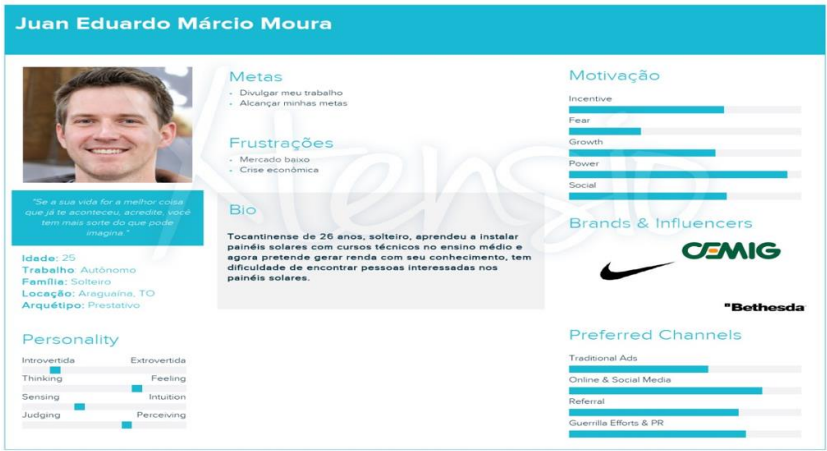 Juan Eduardo Márcio Moura
"Se a sua vida for a melhor coisa
que já te aconteceu, acredite, você
tem mais sorte do que pode
imagina."
Idade: 25
Trabalho Autônomo
Família: Solteiro
Locação: Araguaína, TO
Arquétipo: Prestativo
Personality
Introvertida Extrovertida
Thinking Feeling
Sensing Intuition
Judging Perceiving
Metas
Divulgar meu trabalho
Alcançar minhas metas
Frustrações
Mercado baixo
Crise econômica
Bio
Tocantinense de 26 anos, solteiro, aprendeu a instalar
painéis solares com cursos técnicos no ensino médio e
agora pretende gerar renda com seu conhecimento, tem
dificuldade de encontrar pessoas interessadas nos
painéis solares.
Motivação
Incentive
Fear
Growth
Power
Social
Brands & Influencers
CEMIG
Bethesda
Preferred Channels
Traditional Ads
Online & Social Media
Referral
Guerrilla Efforts & PR
Xtensio